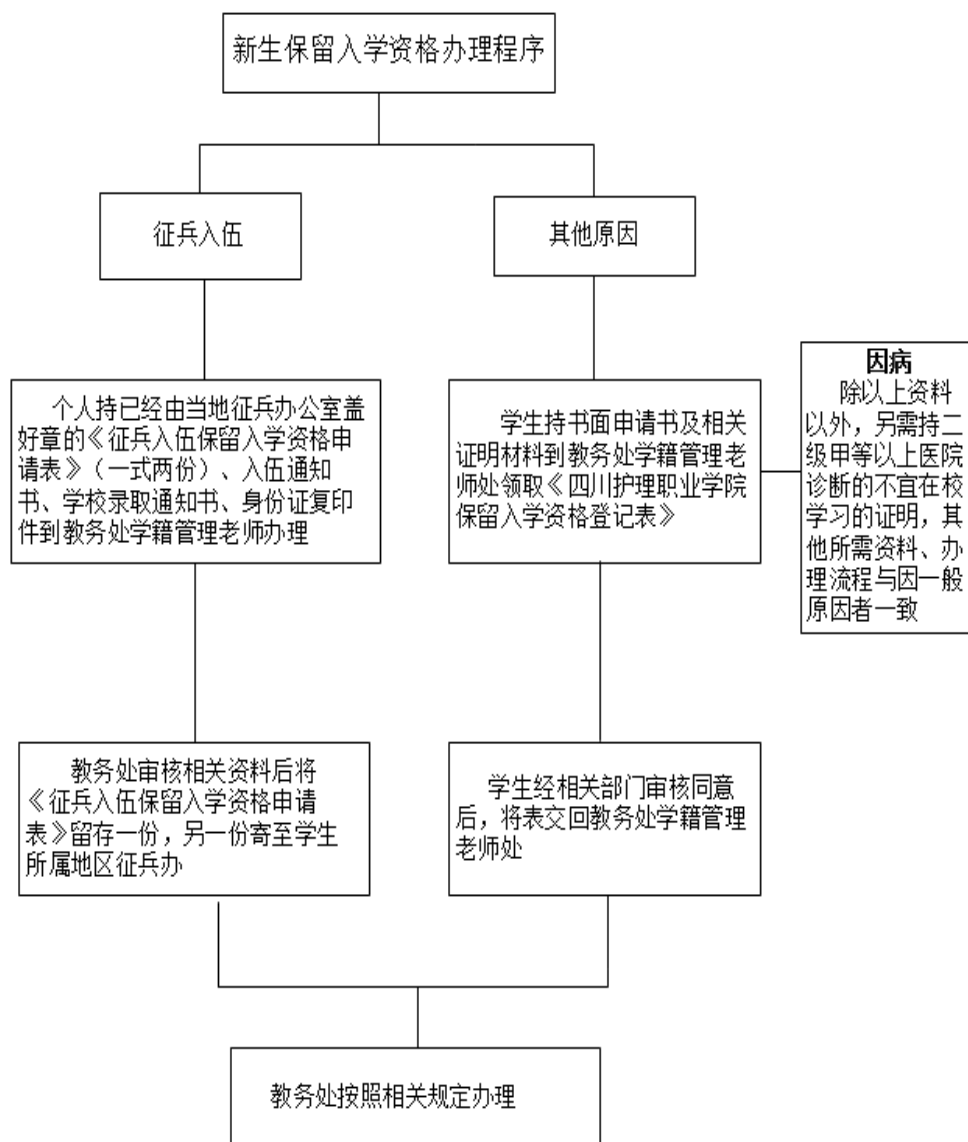 新生保留入学资格办理程序
征兵入伍
其他原因
个人持已经由当地征兵办公室盖
好章的《征兵入伍保留入学资格申
请表》（一式两份）、入伍通知
书、学校录取通知书、身份证复印
件到教务处学籍管理老师办理
学生持书面申请书及相关
证明材料到教务处学籍管理老
师处领取《四川护理职业学院
保留入学资格登记表》
因病
除以上资料
以外，另需持二
级甲等以上医院
诊断的不宜在校
学习的证明，其
他所需资料、办
理流程与因一般
原因者一致
教务处审核相关资料后将
《征兵入伍保留入学资格申请
表》留存一份，另一份寄至学生
所属地区征兵办
学生经相关部门审核同意
后，将表交回教务处学籍管理
老师处
教务处按照相关规定办理